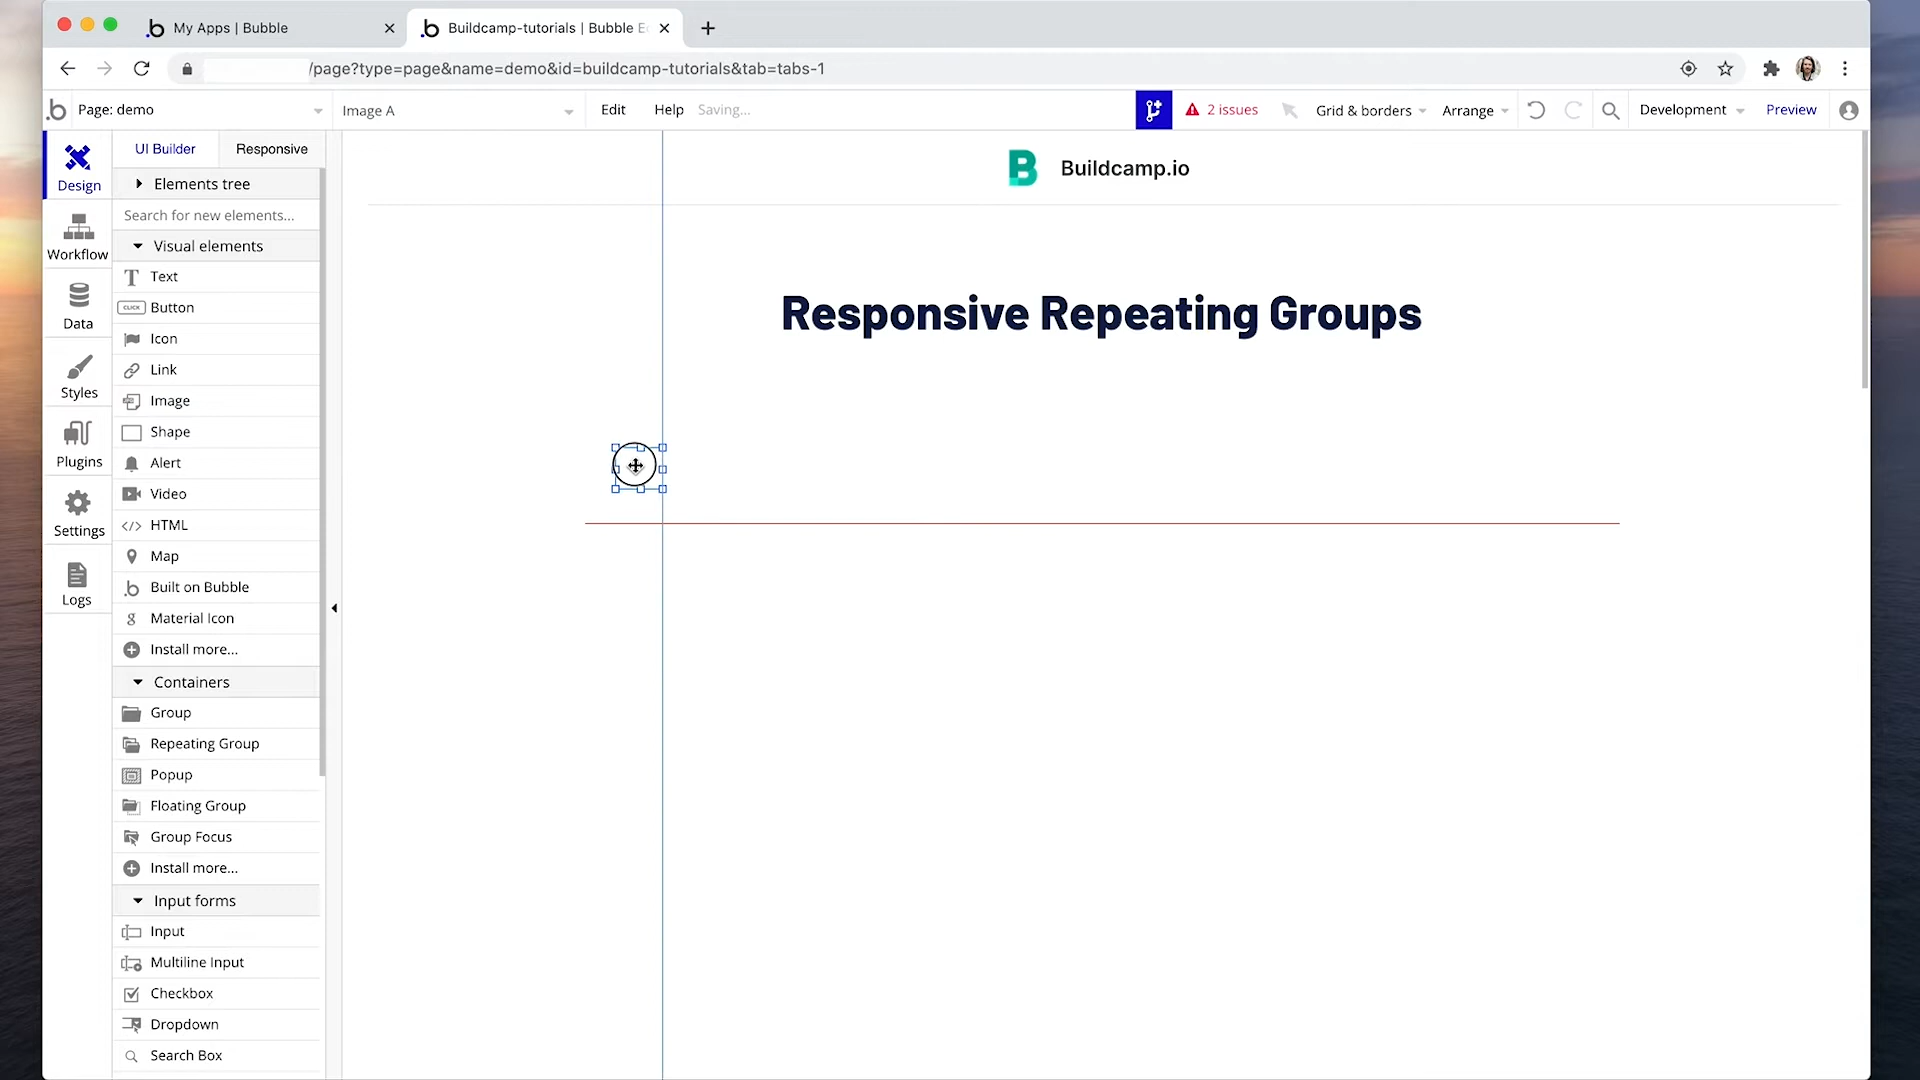 My Apps | Bubble
Buildcamp-tutorials | Bubble E
/page?type=page&name=demo&id=buildcamp-tutorials&tab=tabs-1
Page: demo
Image A
Edit
Help
Saving...
2 issues
Grid & borders
Arrange
Development
Preview
Design
Workflow
Data
Styles
Plugins
Settings
Logs
UI Builder
Responsive
Elements tree
Search for new elements...
Visual elements
Text
CLICK Button
Icon
Link
Image
Shape
Alert
Video
HTML
Map
Built on Bubble
Material Icon
Install more...
Containers
Group
Repeating Group
Popup
Floating Group
Group Focus
Install more...
Input forms
Input
Multiline Input
Checkbox
Dropdown
Search Box
B Buildcamp.io
Responsive Repeating Groups